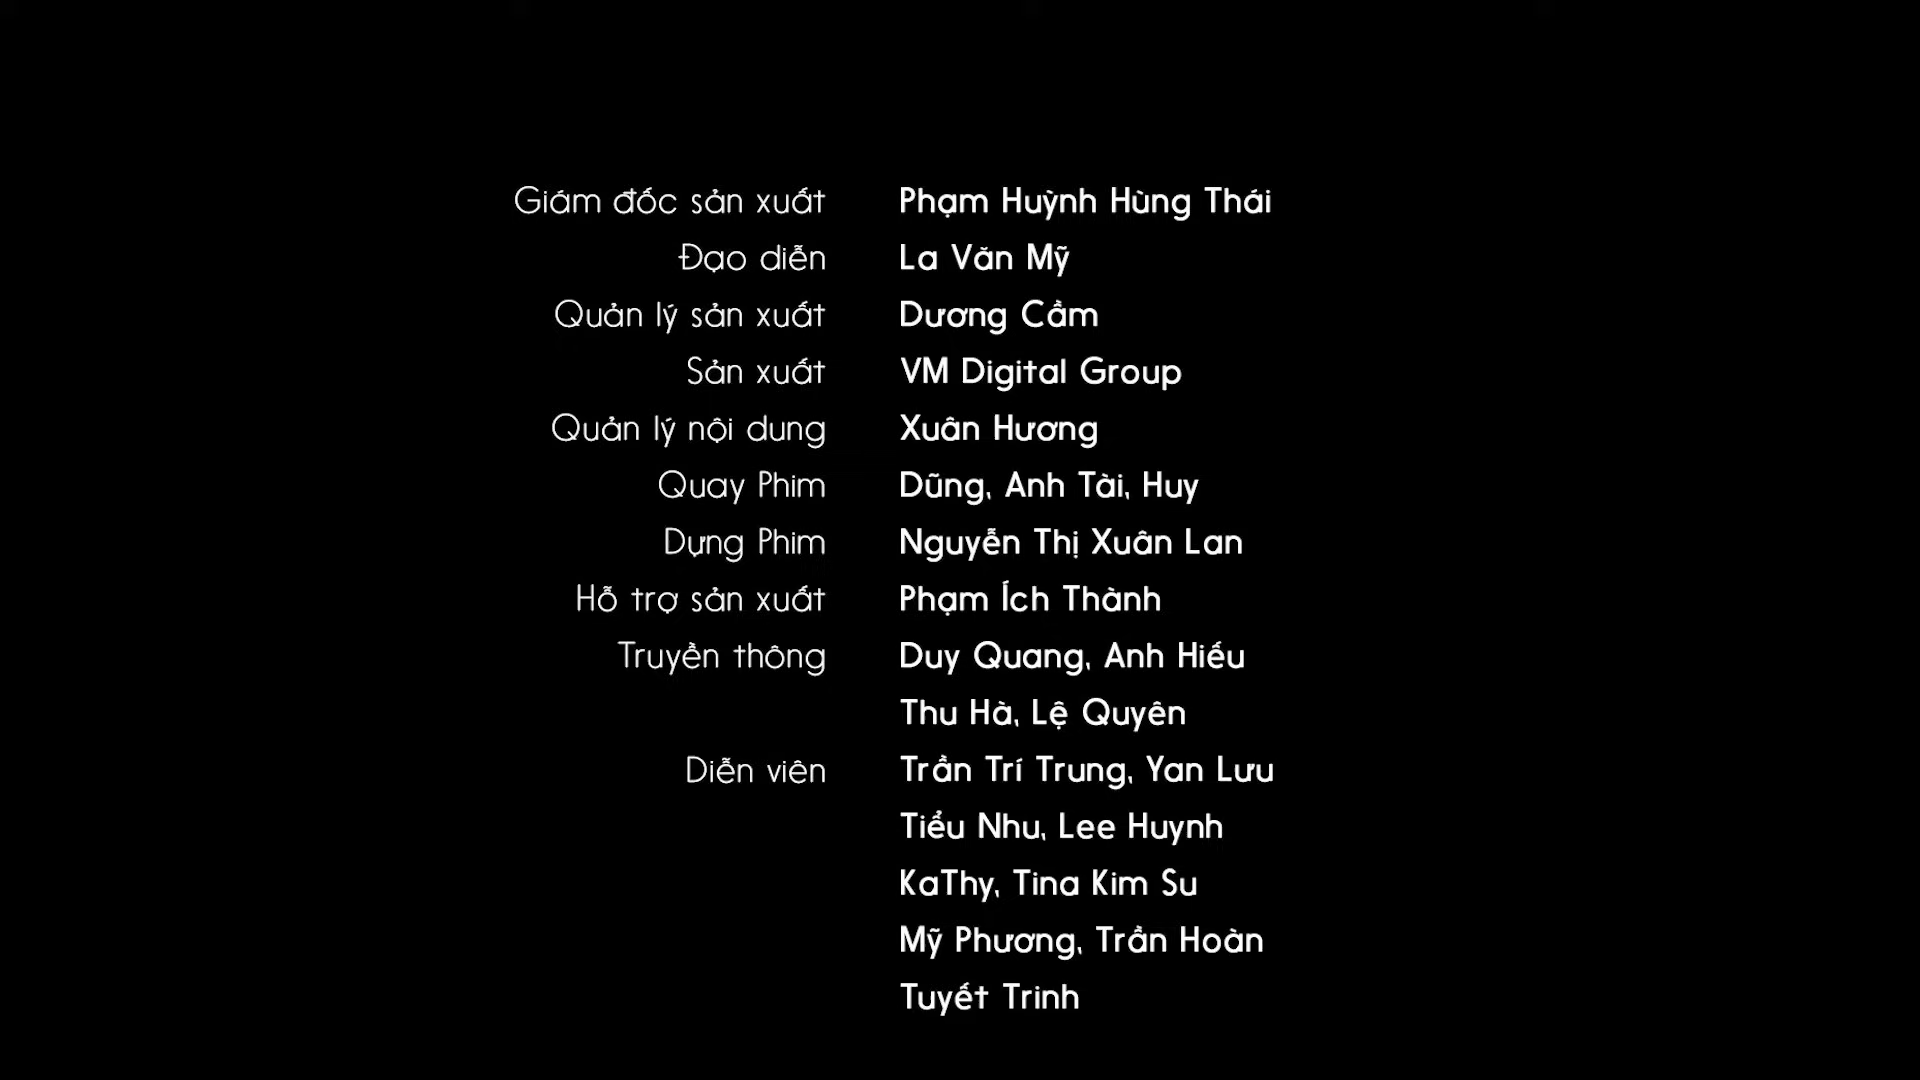 Giám đốc sản xuất Phạm Huỳnh Hùng Thái
Đạo diễn La Văn Mỹ
Quản lý sản xuất Dương Cầm
Sản xuất VM Digital Group
Quản lý nội dung Xuân Hương
Quay Phim Dũng, Anh Tài, Huy
Dựng Phim Nguyễn Thị Xuân Lan
Hỗ trợ sản xuất Phạm Ích Thành
Truyền thông Duy Quang, Anh Hiếu
Thu Hà, Lệ Quyên
Diễn viên Trần Trí Trung, Yan Lưu
Tiểu Nhu, Lee Huynh
KaThy, Tina Kim Su
Mỹ Phương, Trần Hoàn
Tuyết Trinh